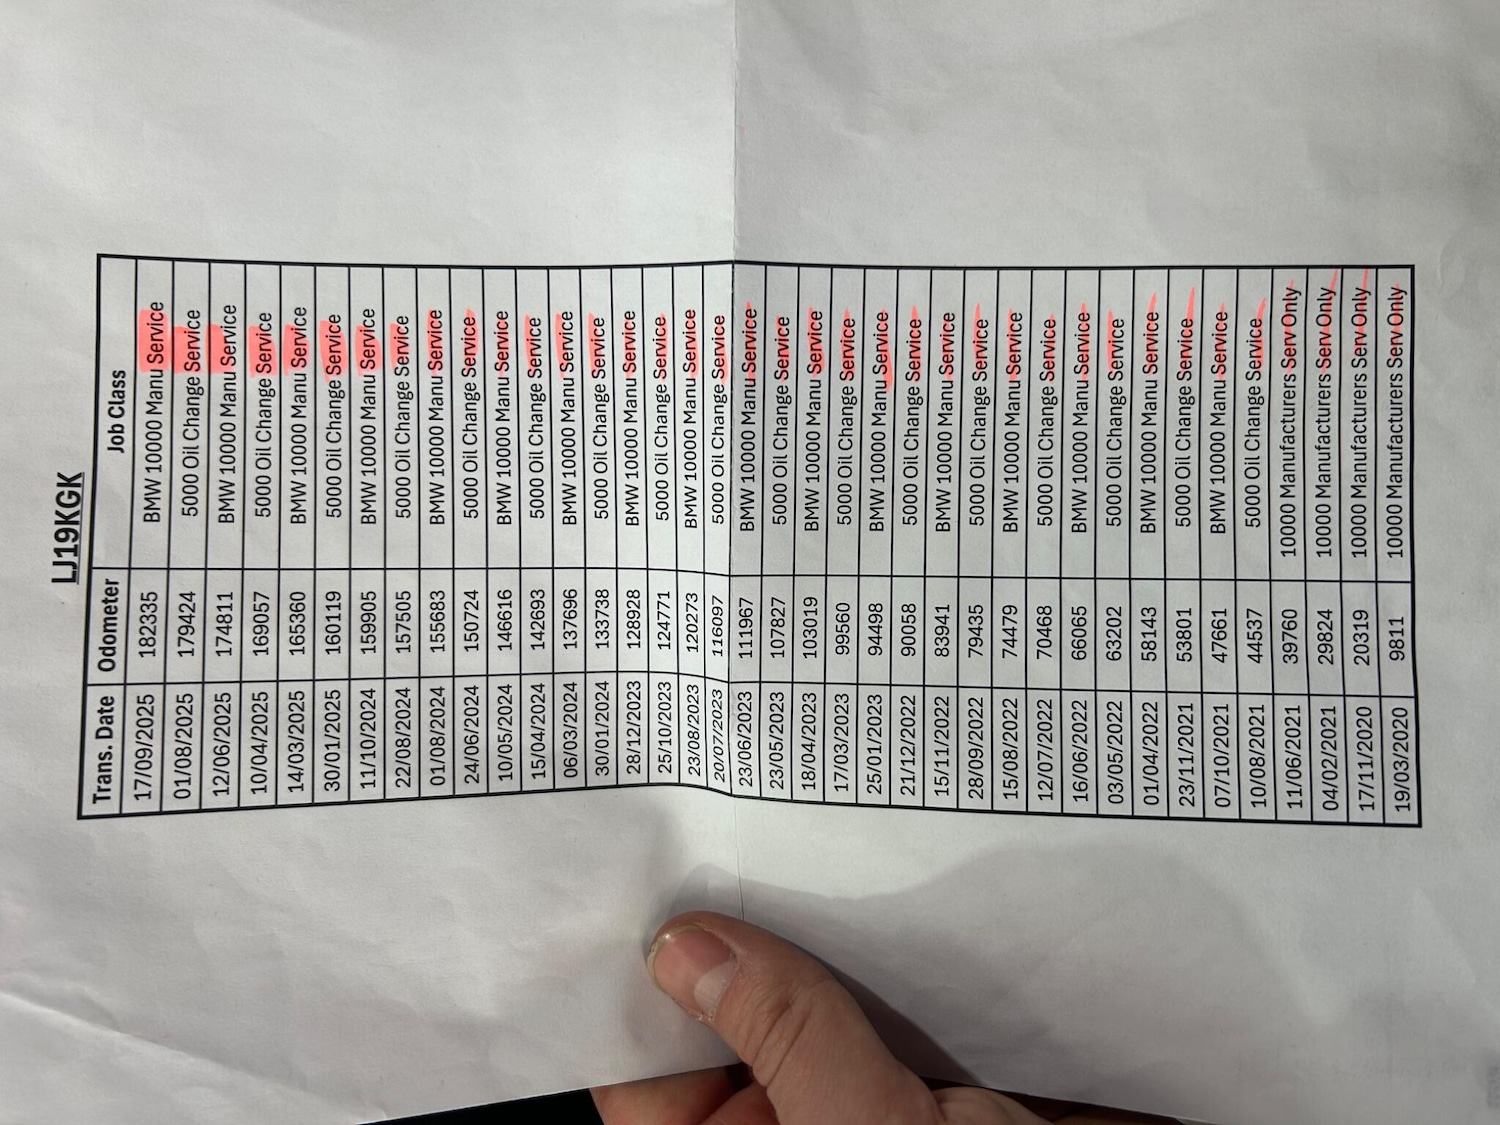 LJ19KGK
Trans. Date Odometer Job Class
17/09/2025 182335 BMW 10000 Manu Service
01/08/2025 179424 5000 Oil Change Service
12/06/2025 174811 BMW 10000 Manu Service
10/04/2025 169057 5000 Oil Change Service
14/03/2025 165360 BMW 10000 Manu Service
30/01/2025 160119 5000 Oil Change Service
11/10/2024 159905 BMW 10000 Manu Service
22/08/2024 157505 5000 Oil Change Service
01/08/2024 155683 BMW 10000 Manu Service
24/06/2024 150724 5000 Oil Change Service
10/05/2024 146616 BMW 10000 Manu Service
15/04/2024 142693 5000 Oil Change Service
06/03/2024 137696 BMW 10000 Manu Service
30/01/2024 133738 5000 Oil Change Service
28/12/2023 128928 BMW 10000 Manu Service
25/10/2023 124771 5000 Oil Change Service
23/08/2023 120273 BMW 10000 Manu Service
20/07/2023 116097 5000 Oil Change Service
23/06/2023 111967 BMW 10000 Manu Service
23/05/2023 107827 5000 Oil Change Service
18/04/2023 103019 BMW 10000 Manu Service
17/03/2023 99560 5000 Oil Change Service
25/01/2023 94498 BMW 10000 Manu Service
21/12/2022 90058 5000 Oil Change Service
15/11/2022 83941 BMW 10000 Manu Service
28/09/2022 79435 5000 Oil Change Service
15/08/2022 74479 BMW 10000 Manu Service
12/07/2022 70468 5000 Oil Change Service
16/06/2022 66065 BMW 10000 Manu Service
03/05/2022 63202 5000 Oil Change Service
01/04/2022 58143 BMW 10000 Manu Service
23/11/2021 53801 5000 Oil Change Service
07/10/2021 47661 BMW 10000 Manu Service
10/08/2021 44537 5000 Oil Change Service
11/06/2021 39760 10000 Manufacturers Serv Only
04/02/2021 29824 10000 Manufacturers Serv Only
17/11/2020 20319 10000 Manufacturers Serv Only
19/03/2020 9811 10000 Manufacturers Serv Only